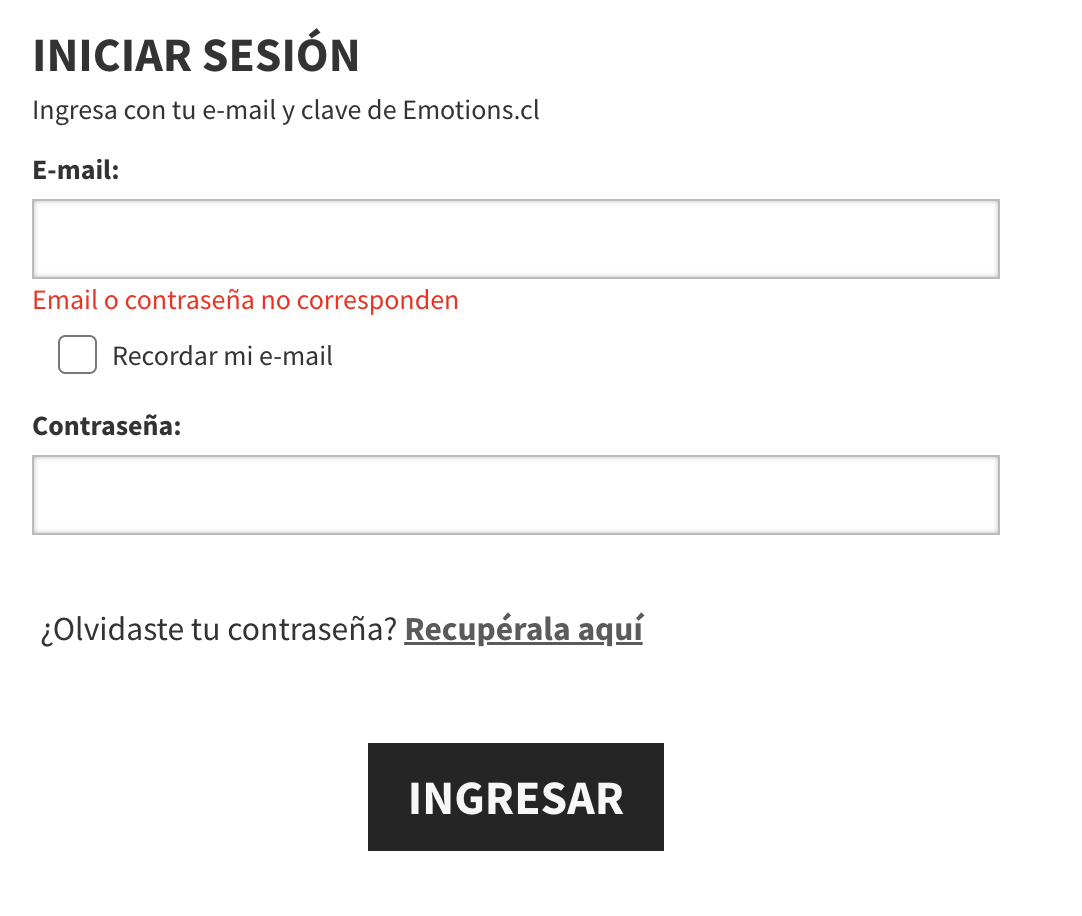 INICIAR SESIÓN
Ingresa con tu e-mail y clave de Emotions.cl
E-mail:
Email o contraseña no corresponden
Recordar mi e-mail
Contraseña:
¿Olvidaste tu contraseña? Recupérala aquí
INGRESAR